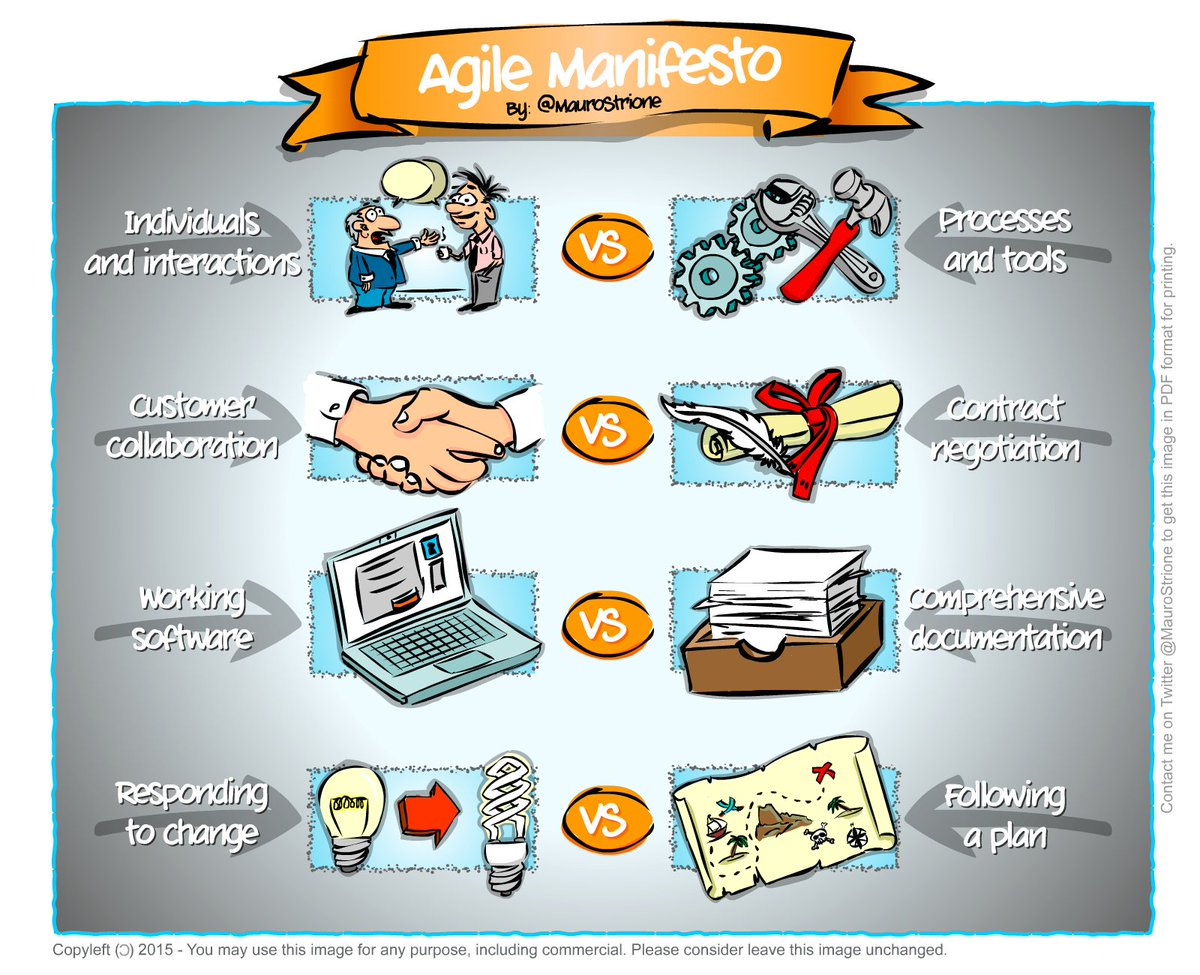 Agile Manifesto
By: @MauroStrione
Individuals
and interactions
VS
Processes
and tools
Customer
collaboration
VS
Contract
negotiation
Working
Software
VS
Comprehensive
documentation
Responding
to change
VS
Following
a plan
Contact me on Twitter @MauroStrione to get this image in PDF format for printing.
Copyleft (Ɔ) 2015 - You may use this image for any purpose, including commercial. Please consider leave this image unchanged.